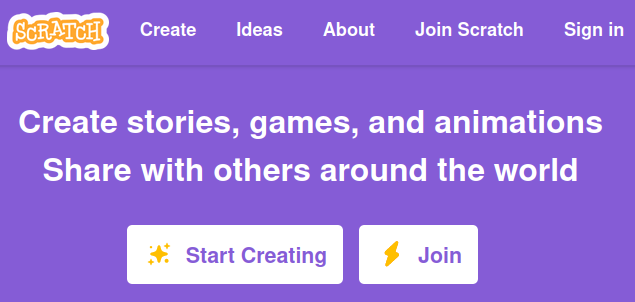 SCRATCH Create Ideas About Join Scratch Sign in
Create stories, games, and animations
Share with others around the world
Start Creating Join